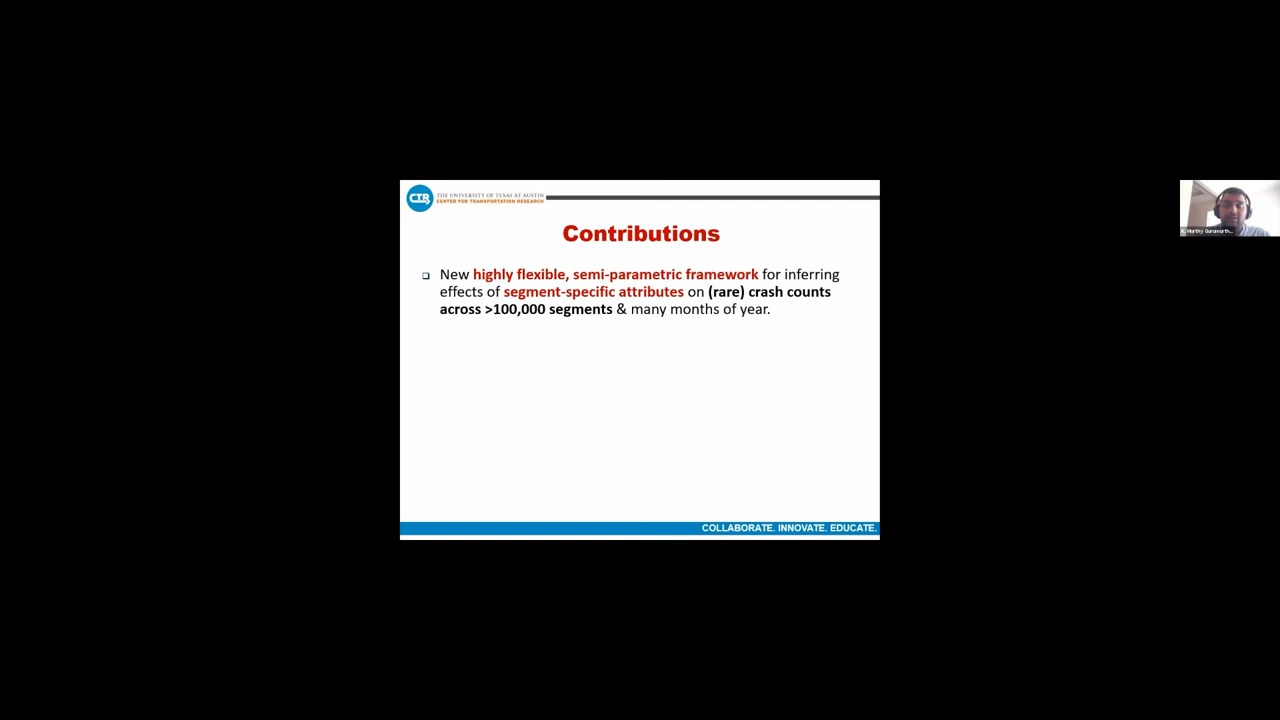 CTR
THE UNIVERSITY OF TEXAS AT AUSTIN
CENTER FOR TRANSPORTATION RESEARCH
Contributions
New highly flexible, semi-parametric framework for inferring
effects of segment-specific attributes on (rare) crash counts
across >100,000 segments & many months of year.
COLLABORATE. INNOVATE. EDUCATE.
Murthy